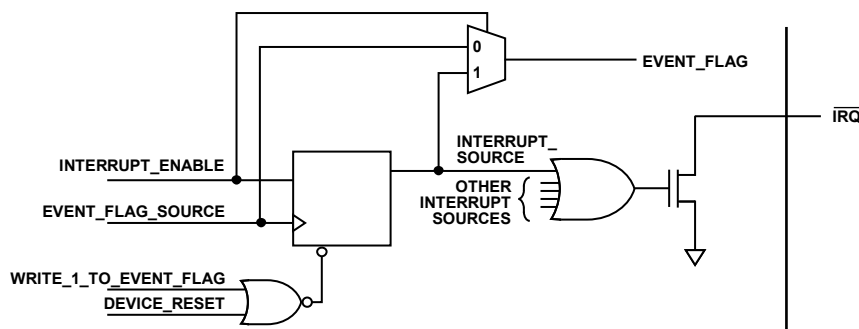 0
1
EVENT_FLAG
IRQ
INTERRUPT_ENABLE
INTERRUPT_
SOURCE
OTHER
INTERRUPT
SOURCES
EVENT_FLAG_SOURCE
WRITE_1_TO_EVENT_FLAG
DEVICE_RESET